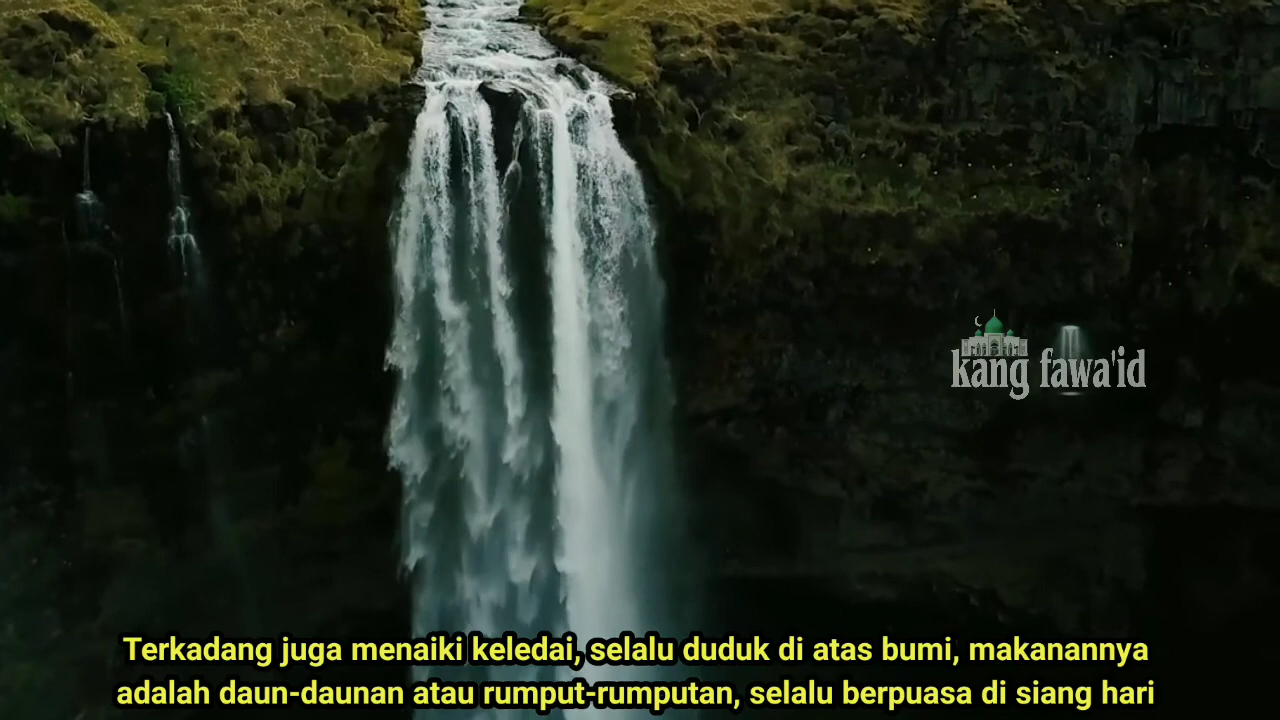 kang fawa'id
Terkadang juga menaiki keledai, selalu duduk di atas bumi, makanannya
adalah daun-daunan atau rumput-rumputan, selalu berpuasa di siang hari